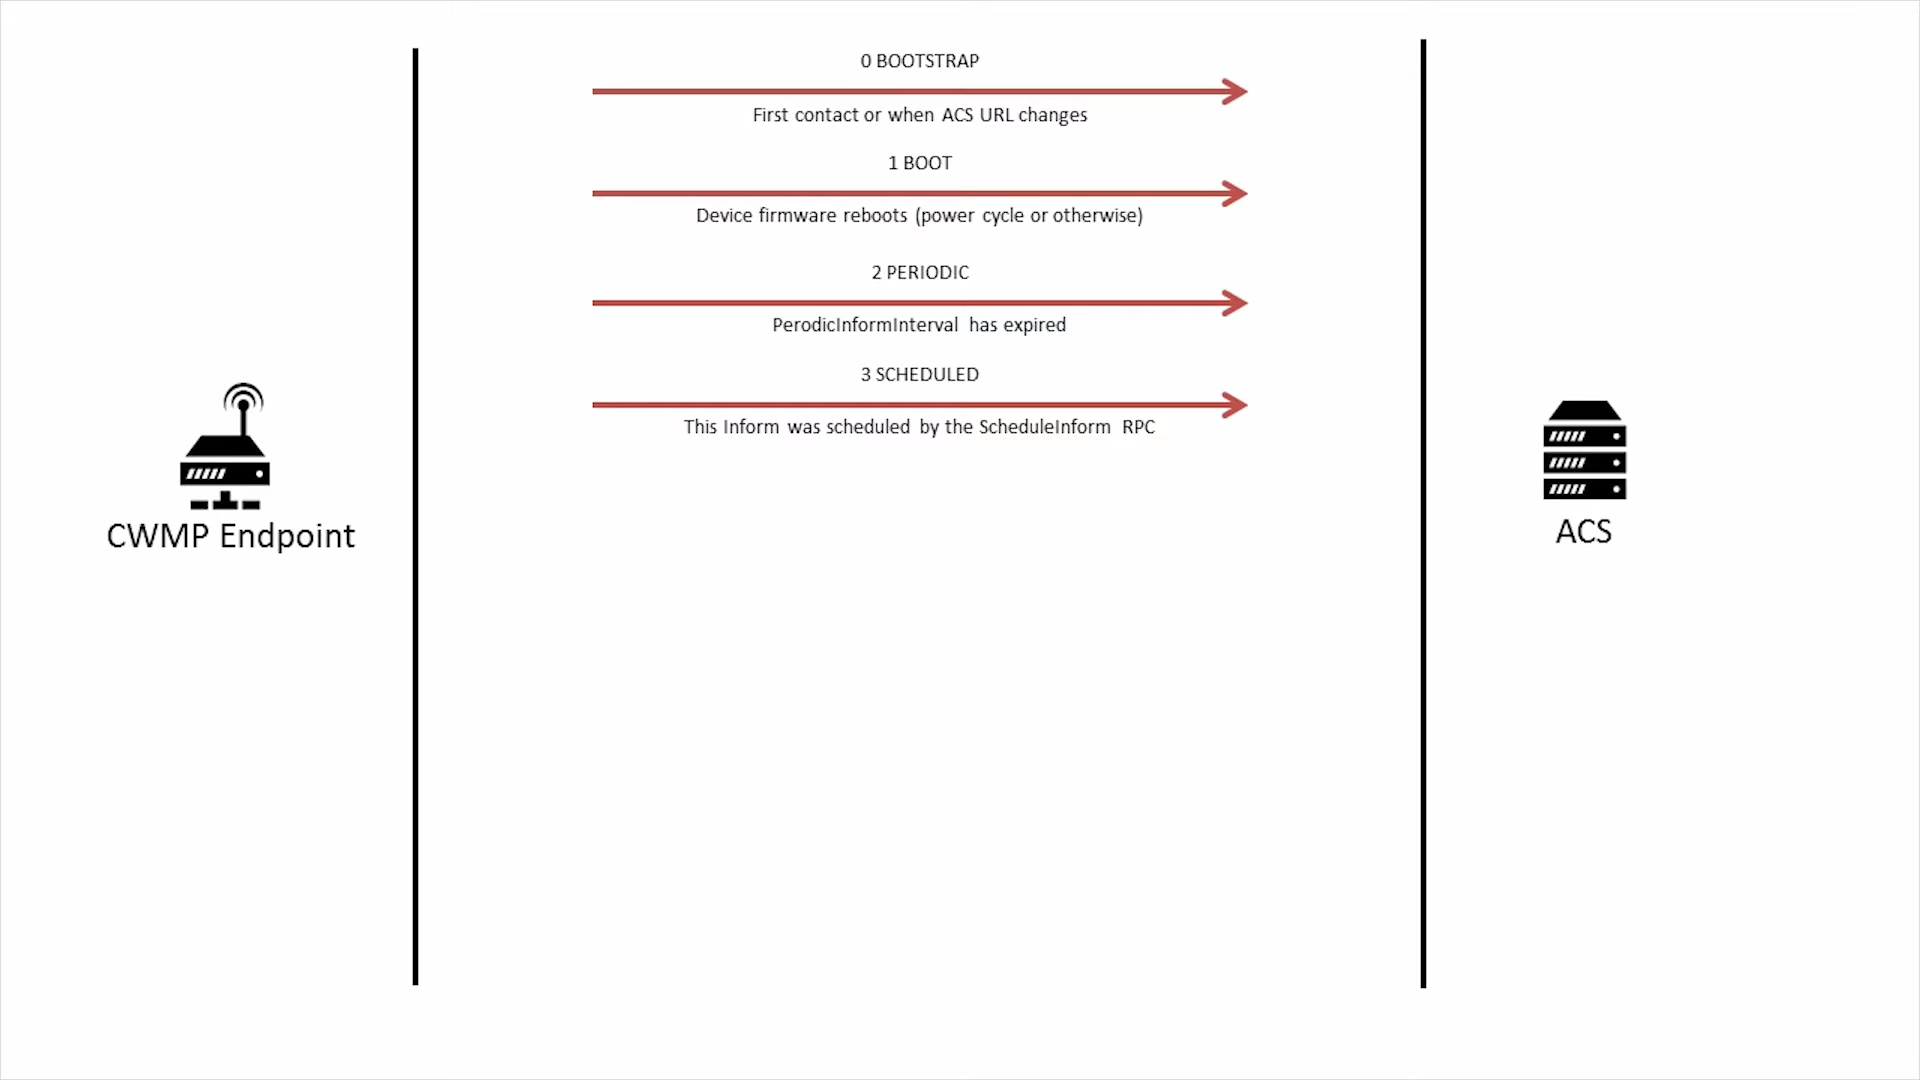 0 BOOTSTRAP
First contact or when ACS URL changes
1 BOOT
Device firmware reboots (power cycle or otherwise)
2 PERIODIC
PerodicInformInterval has expired
3 SCHEDULED
This Inform was scheduled by the ScheduleInform RPC
CWMP Endpoint
ACS